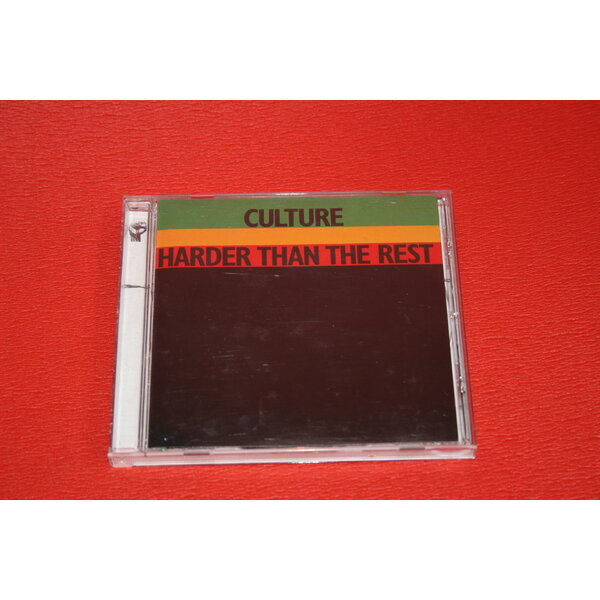 CULTURE
HARDER THAN THE REST